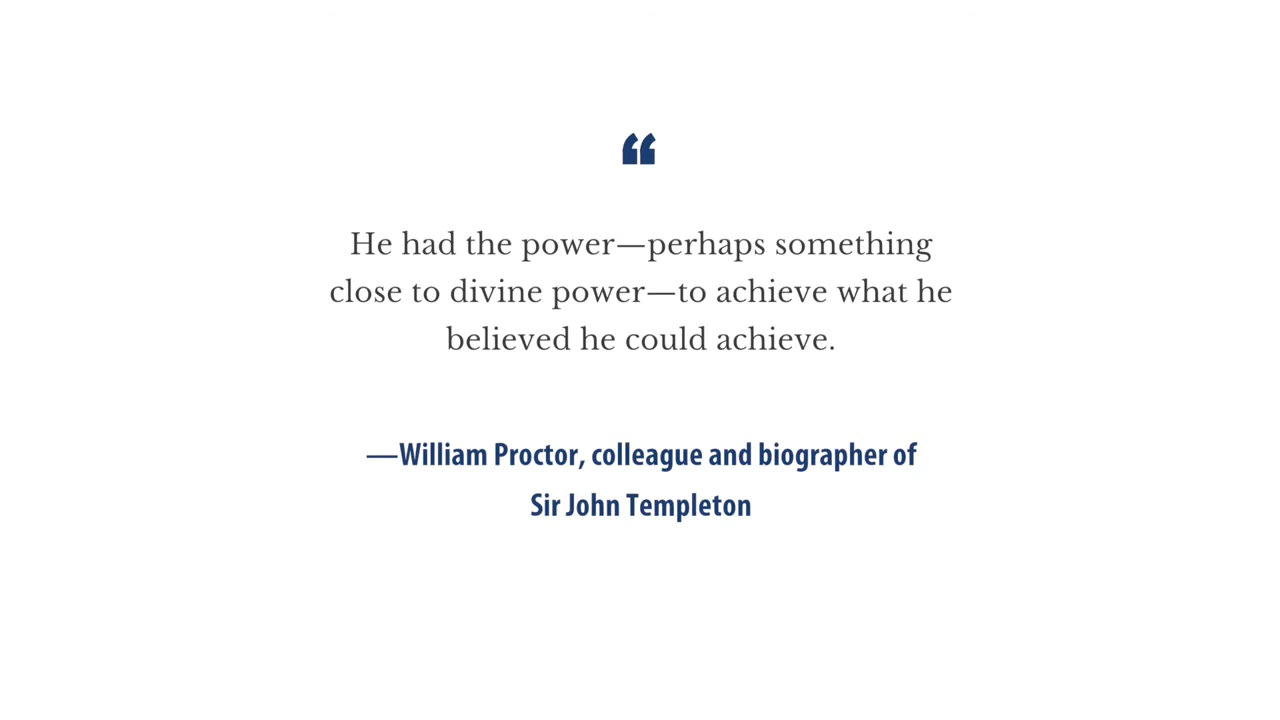 “
He had the power—perhaps something
close to divine power—to achieve what he
believed he could achieve.
—William Proctor, colleague and biographer of
Sir John Templeton